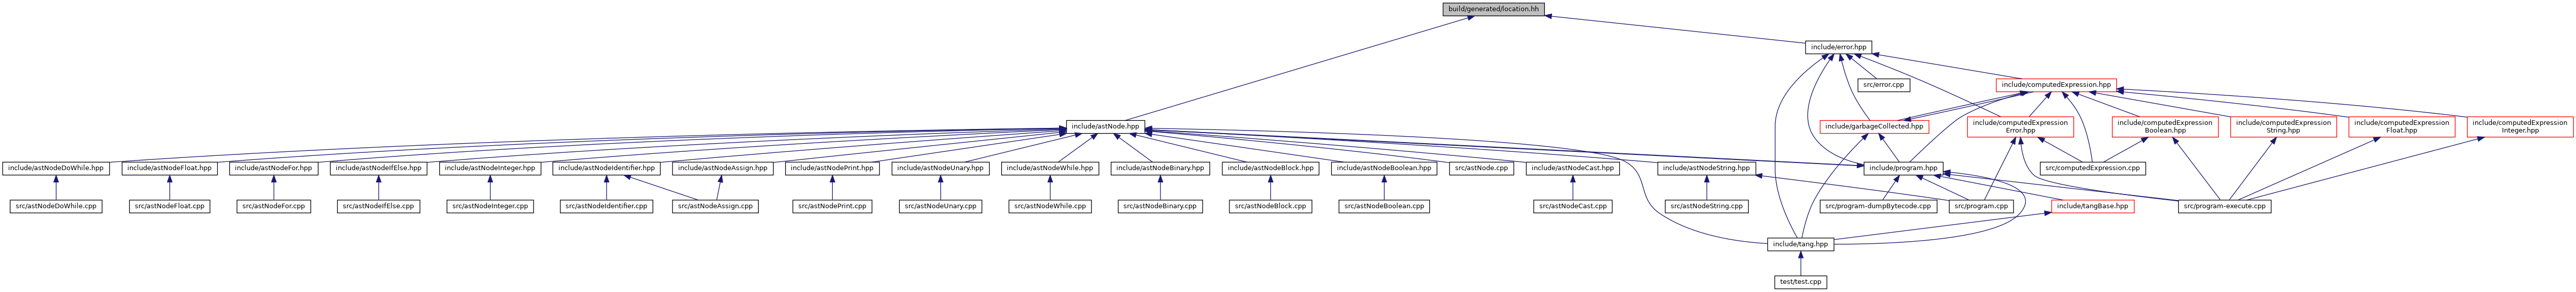 build/generated/location.hh
include/error.hpp
src/error.cpp
include/computedExpression.hpp
include/astNode.hpp
include/garbageCollected.hpp
include/computedExpression
Error.hpp
include/computedExpression
Boolean.hpp
include/computedExpression
String.hpp
include/computedExpression
Float.hpp
include/computedExpression
Integer.hpp
include/astNodeDoWhile.hpp
include/astNodeFloat.hpp
include/astNodeFor.hpp
include/astNodeIfElse.hpp
include/astNodeInteger.hpp
include/astNodeIdentifier.hpp
include/astNodeAssign.hpp
include/astNodePrint.hpp
include/astNodeUnary.hpp
include/astNodeWhile.hpp
include/astNodeBinary.hpp
include/astNodeBlock.hpp
include/astNodeBoolean.hpp
src/astNode.cpp
include/astNodeCast.hpp
include/astNodeString.hpp
include/program.hpp
src/computedExpression.cpp
src/astNodeDoWhile.cpp
src/astNodeFloat.cpp
src/astNodeFor.cpp
src/astNodeIfElse.cpp
src/astNodeInteger.cpp
src/astNodeIdentifier.cpp
src/astNodeAssign.cpp
src/astNodePrint.cpp
src/astNodeUnary.cpp
src/astNodeWhile.cpp
src/astNodeBinary.cpp
src/astNodeBlock.cpp
src/astNodeBoolean.cpp
src/astNodeCast.cpp
src/astNodeString.cpp
src/program-dumpBytecode.cpp
src/program.cpp
include/tangBase.hpp
src/program-execute.cpp
include/tang.hpp
test/test.cpp